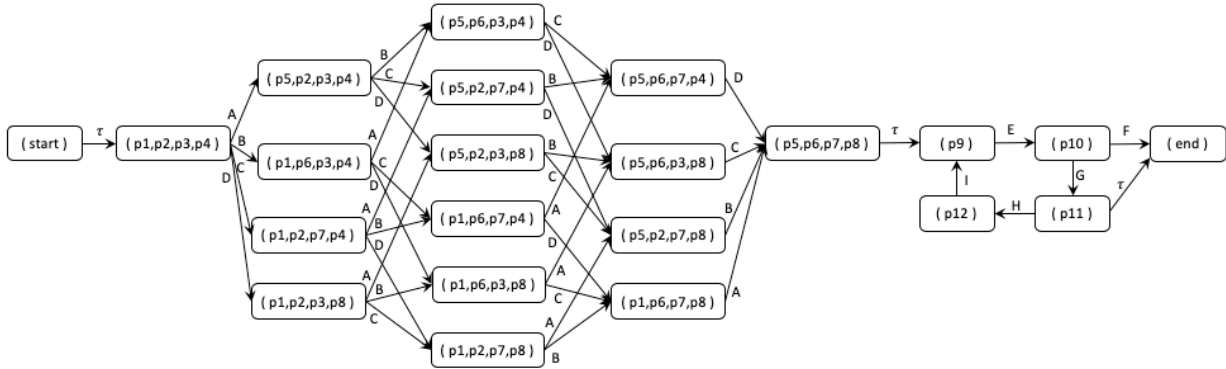 ( start )
τ
( p1,p2,p3,p4 )
A
B
C
D
( p5,p2,p3,p4 )
( p1,p6,p3,p4 )
( p1,p2,p7,p4 )
( p1,p2,p3,p8 )
B
C
D
A
C
D
A
B
D
A
B
C
( p5,p6,p3,p4 )
( p5,p2,p7,p4 )
( p5,p2,p3,p8 )
( p1,p6,p7,p4 )
( p1,p6,p3,p8 )
( p1,p2,p7,p8 )
C
D
B
D
B
C
A
D
A
C
A
B
( p5,p6,p7,p4 )
( p5,p6,p3,p8 )
( p5,p2,p7,p8 )
( p1,p6,p7,p8 )
D
C
B
A
( p5,p6,p7,p8 )
τ
( p9 )
E
( p10 )
F
( end )
I
G
τ
( p12 )
H
( p11 )